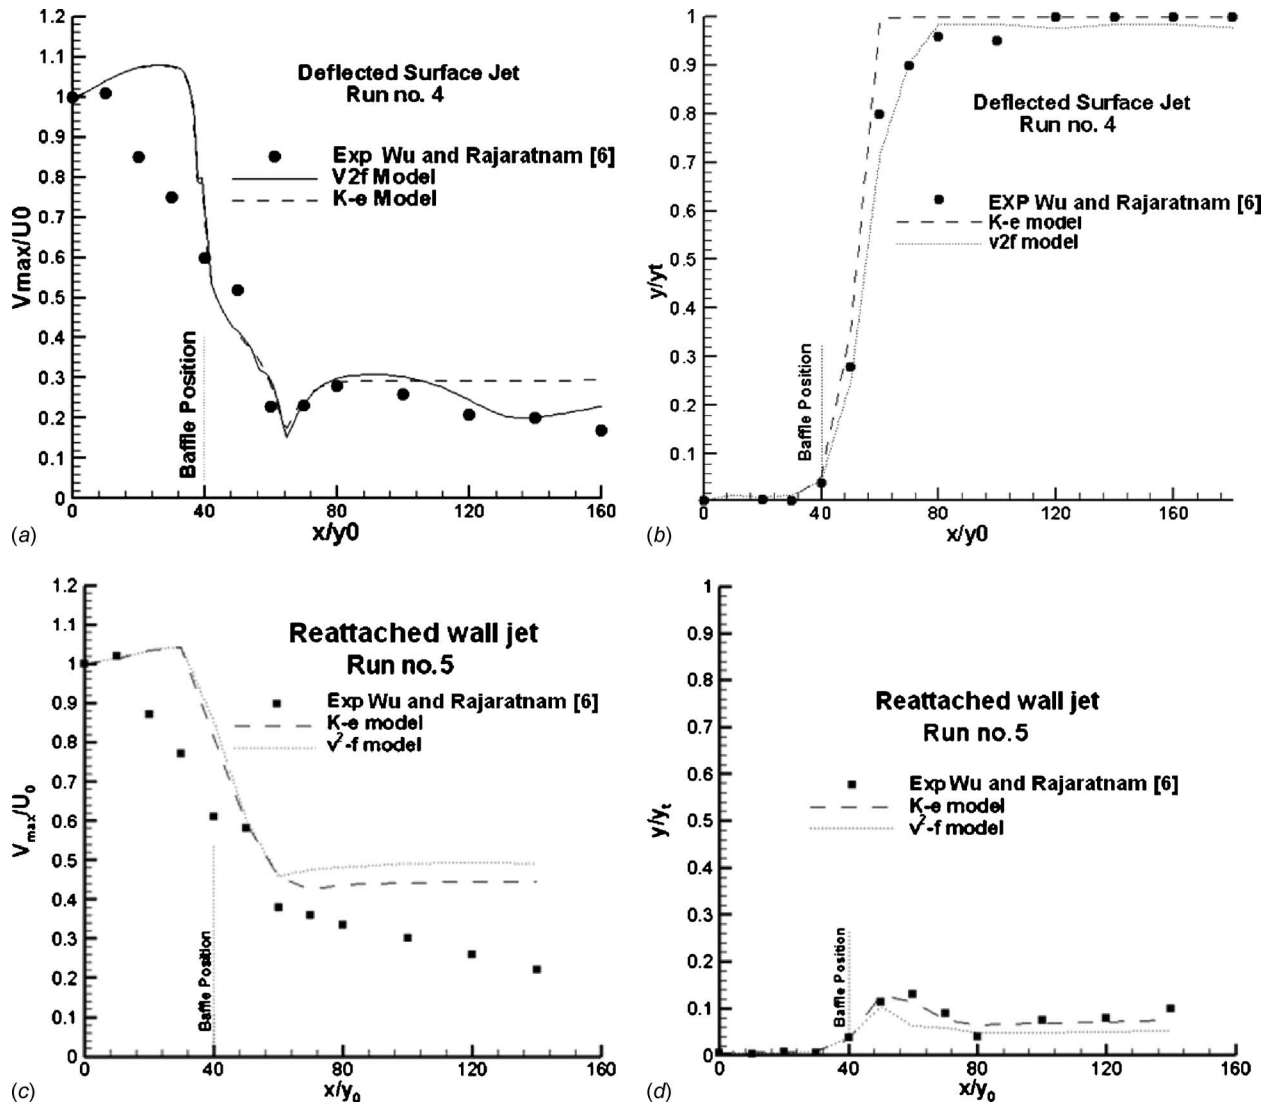 1.2
1.1
1
0.9
0.8
0.7
0.6
0.5
0.4
0.3
0.2
0.1
0
Vmax/U0
Deflected Surface Jet
Run no. 4
Exp Wu and Rajaratnam [6]
V2f Model
K-e Model
Baffle Position
0 40 80 120 160
x/y0
(a)
1
0.9
0.8
0.7
0.6
0.5
0.4
0.3
0.2
0.1
0
y/yt
Deflected Surface Jet
Run no. 4
EXP Wu and Rajaratnam [6]
K-e model
v2f model
Baffle Position
0 40 80 120 160
x/y0
(b)
1.2
1.1
1
0.9
0.8
0.7
0.6
0.5
0.4
0.3
0.2
0.1
0
V_max/U_0
Reattached wall jet
Run no.5
Exp Wu and Rajaratnam [6]
K-e model
v²-f model
Baffle Position
0 40 80 120 160
x/y_0
(c)
1
0.9
0.8
0.7
0.6
0.5
0.4
0.3
0.2
0.1
0
y/y_t
Reattached wall jet
Run no.5
Exp Wu and Rajaratnam [6]
K-e model
v²-f model
Baffle Position
0 40 80 120 160
x/y_0
(d)